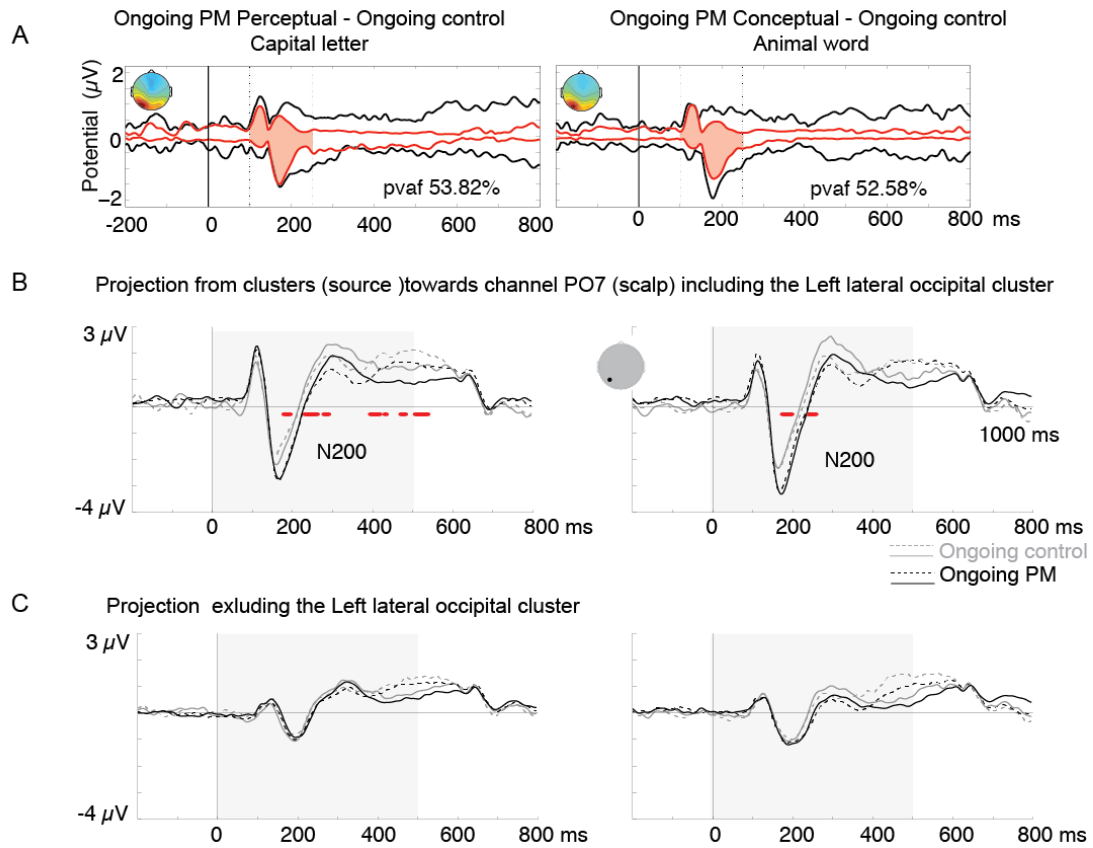 A
Ongoing PM Perceptual - Ongoing control
Capital letter
Ongoing PM Conceptual - Ongoing control
Animal word
Potential (µV)
2
0
−2
pvaf 53.82%
pvaf 52.58%
-200 0 200 400 600 800
0 200 400 600 800 ms
B
Projection from clusters (source )towards channel PO7 (scalp) including the Left lateral occipital cluster
3 µV
-4 µV
N200
N200
1000 ms
0 200 400 600 800 ms
0 200 400 600 800 ms
Ongoing control
Ongoing PM
C
Projection exluding the Left lateral occipital cluster
3 µV
-4 µV
0 200 400 600 800 ms
0 200 400 600 800 ms